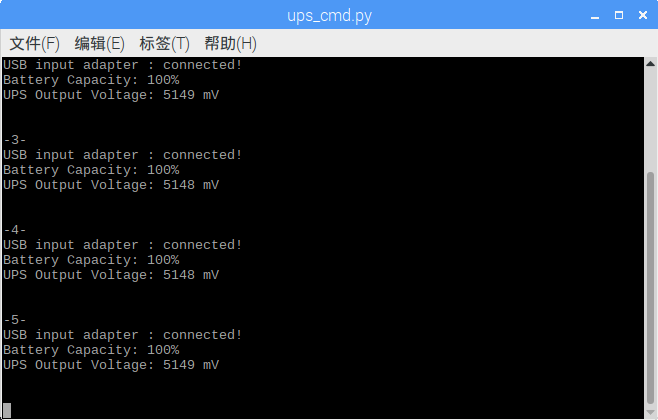 ups_cmd.py
文件(F) 编辑(E) 标签(T) 帮助(H)
USB input adapter : connected!
Battery Capacity: 100%
UPS Output Voltage: 5149 mV
-3-
USB input adapter : connected!
Battery Capacity: 100%
UPS Output Voltage: 5148 mV
-4-
USB input adapter : connected!
Battery Capacity: 100%
UPS Output Voltage: 5148 mV
-5-
USB input adapter : connected!
Battery Capacity: 100%
UPS Output Voltage: 5149 mV